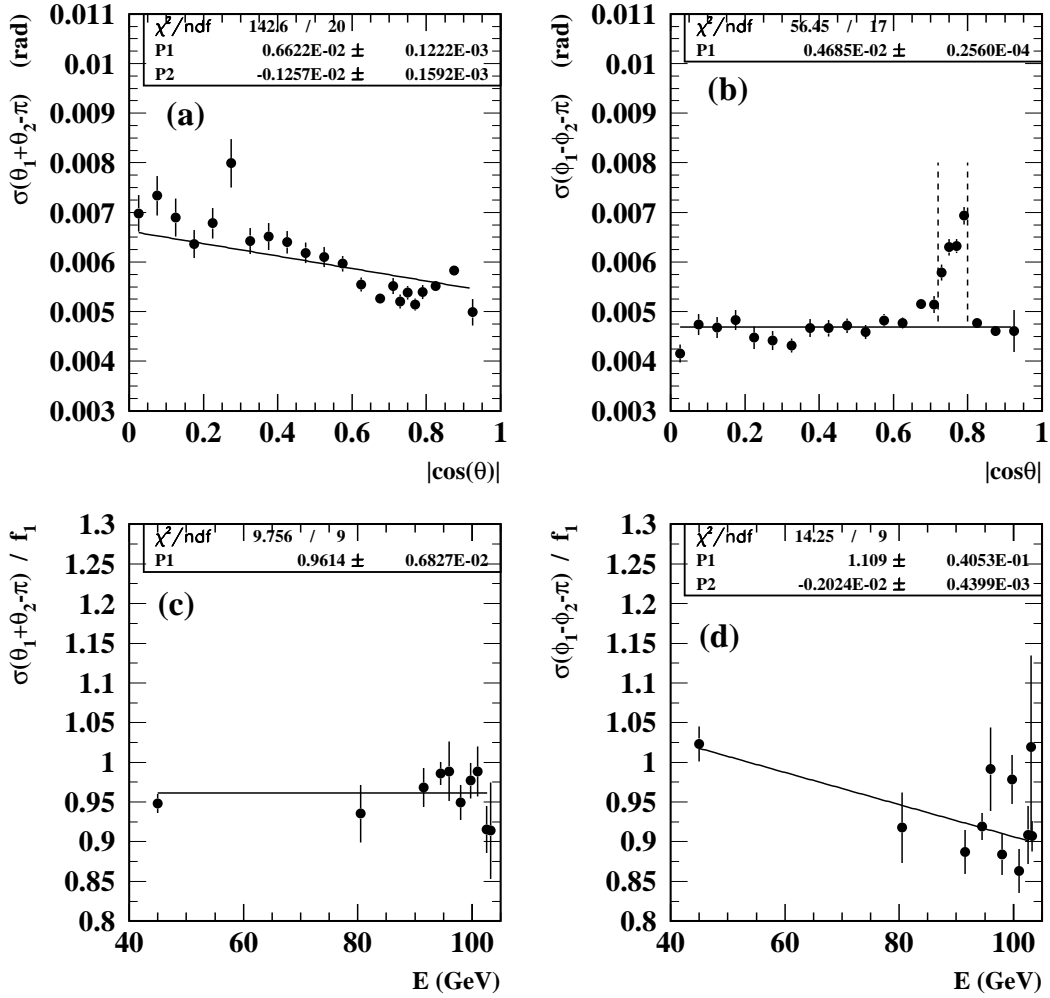 χ²/ndf 142.6 / 20
P1 0.6622E-02 ± 0.1222E-03
P2 -0.1257E-02 ± 0.1592E-03
(a)
σ(θ₁+θ₂-π) (rad)
0.011
0.01
0.009
0.008
0.007
0.006
0.005
0.004
0.003
0 0.2 0.4 0.6 0.8 1
|cos(θ)|
χ²/ndf 56.45 / 17
P1 0.4685E-02 ± 0.2560E-04
(b)
σ(ϕ₁-ϕ₂-π) (rad)
0.011
0.01
0.009
0.008
0.007
0.006
0.005
0.004
0.003
0 0.2 0.4 0.6 0.8 1
|cosθ|
χ²/ndf 9.756 / 9
P1 0.9614 ± 0.6827E-02
(c)
σ(θ₁+θ₂-π) / f₁
1.3
1.25
1.2
1.15
1.1
1.05
1
0.95
0.9
0.85
0.8
40 60 80 100
E (GeV)
χ²/ndf 14.25 / 9
P1 1.109 ± 0.4053E-01
P2 -0.2024E-02 ± 0.4399E-03
(d)
σ(ϕ₁-ϕ₂-π) / f₁
1.3
1.25
1.2
1.15
1.1
1.05
1
0.95
0.9
0.85
0.8
40 60 80 100
E (GeV)